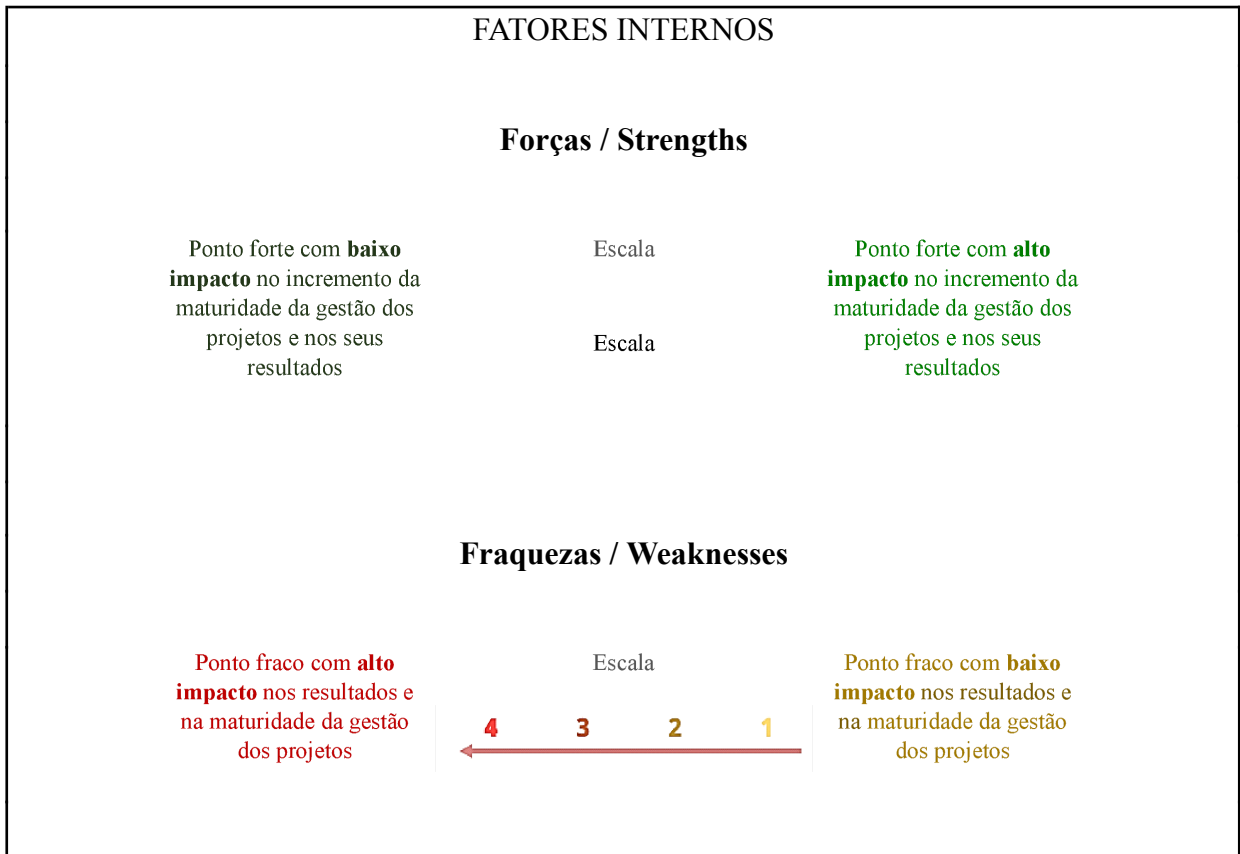 FATORES INTERNOS
Forças / Strengths
Ponto forte com baixo
impacto no incremento da
maturidade da gestão dos
projetos e nos seus
resultados
Escala
Escala
Ponto forte com alto
impacto no incremento da
maturidade da gestão dos
projetos e nos seus
resultados
Fraquezas / Weaknesses
Ponto fraco com alto
impacto nos resultados e
na maturidade da gestão
dos projetos
Escala
4 3 2 1
Ponto fraco com baixo
impacto nos resultados e
na maturidade da gestão
dos projetos